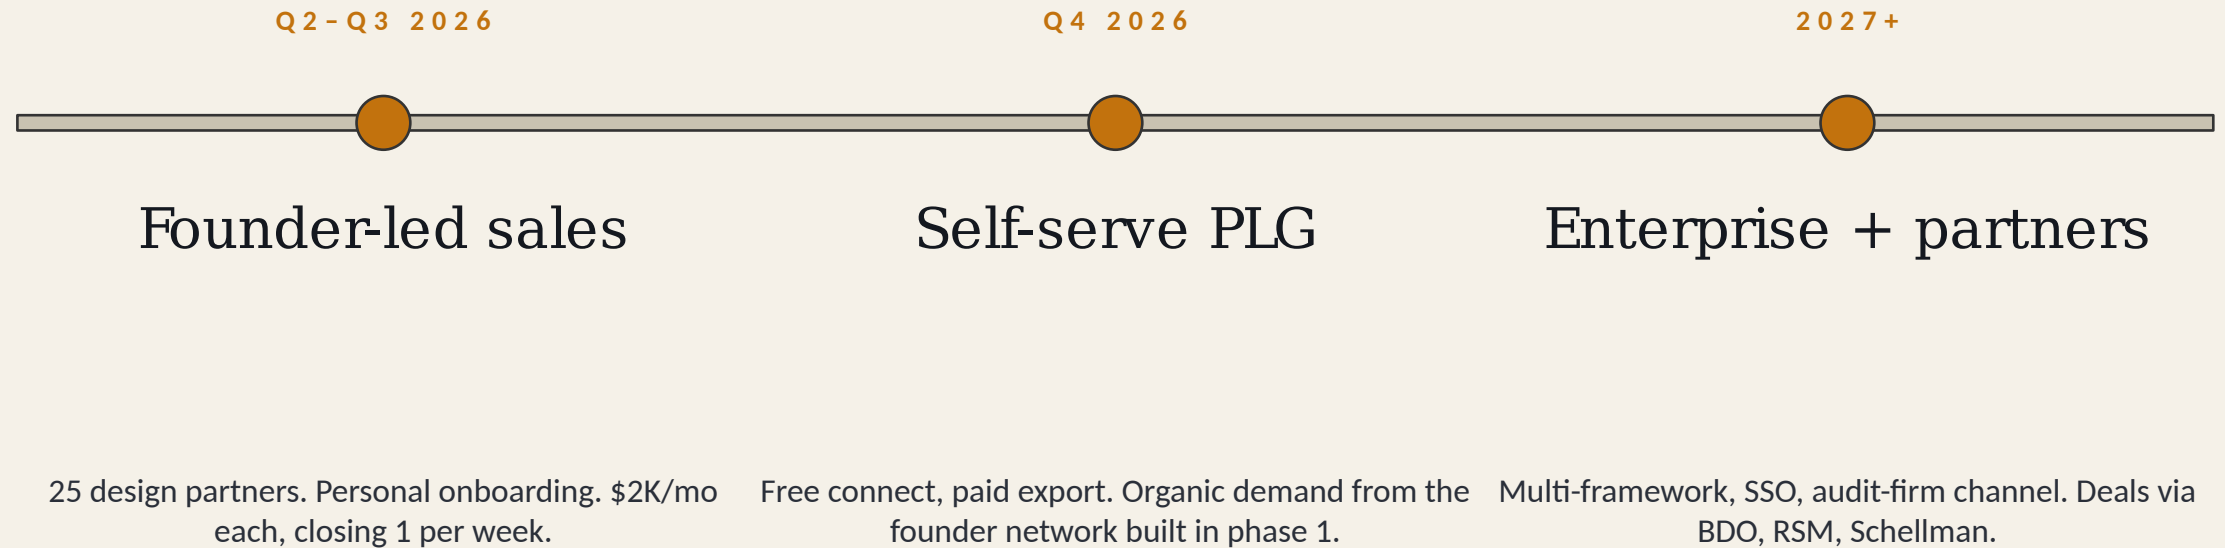 Q2–Q3 2026
Q4 2026
2027+
Founder-led sales
Self-serve PLG
Enterprise + partners
25 design partners. Personal onboarding. $2K/mo
each, closing 1 per week.
Free connect, paid export. Organic demand from the
founder network built in phase 1.
Multi-framework, SSO, audit-firm channel. Deals via
BDO, RSM, Schellman.